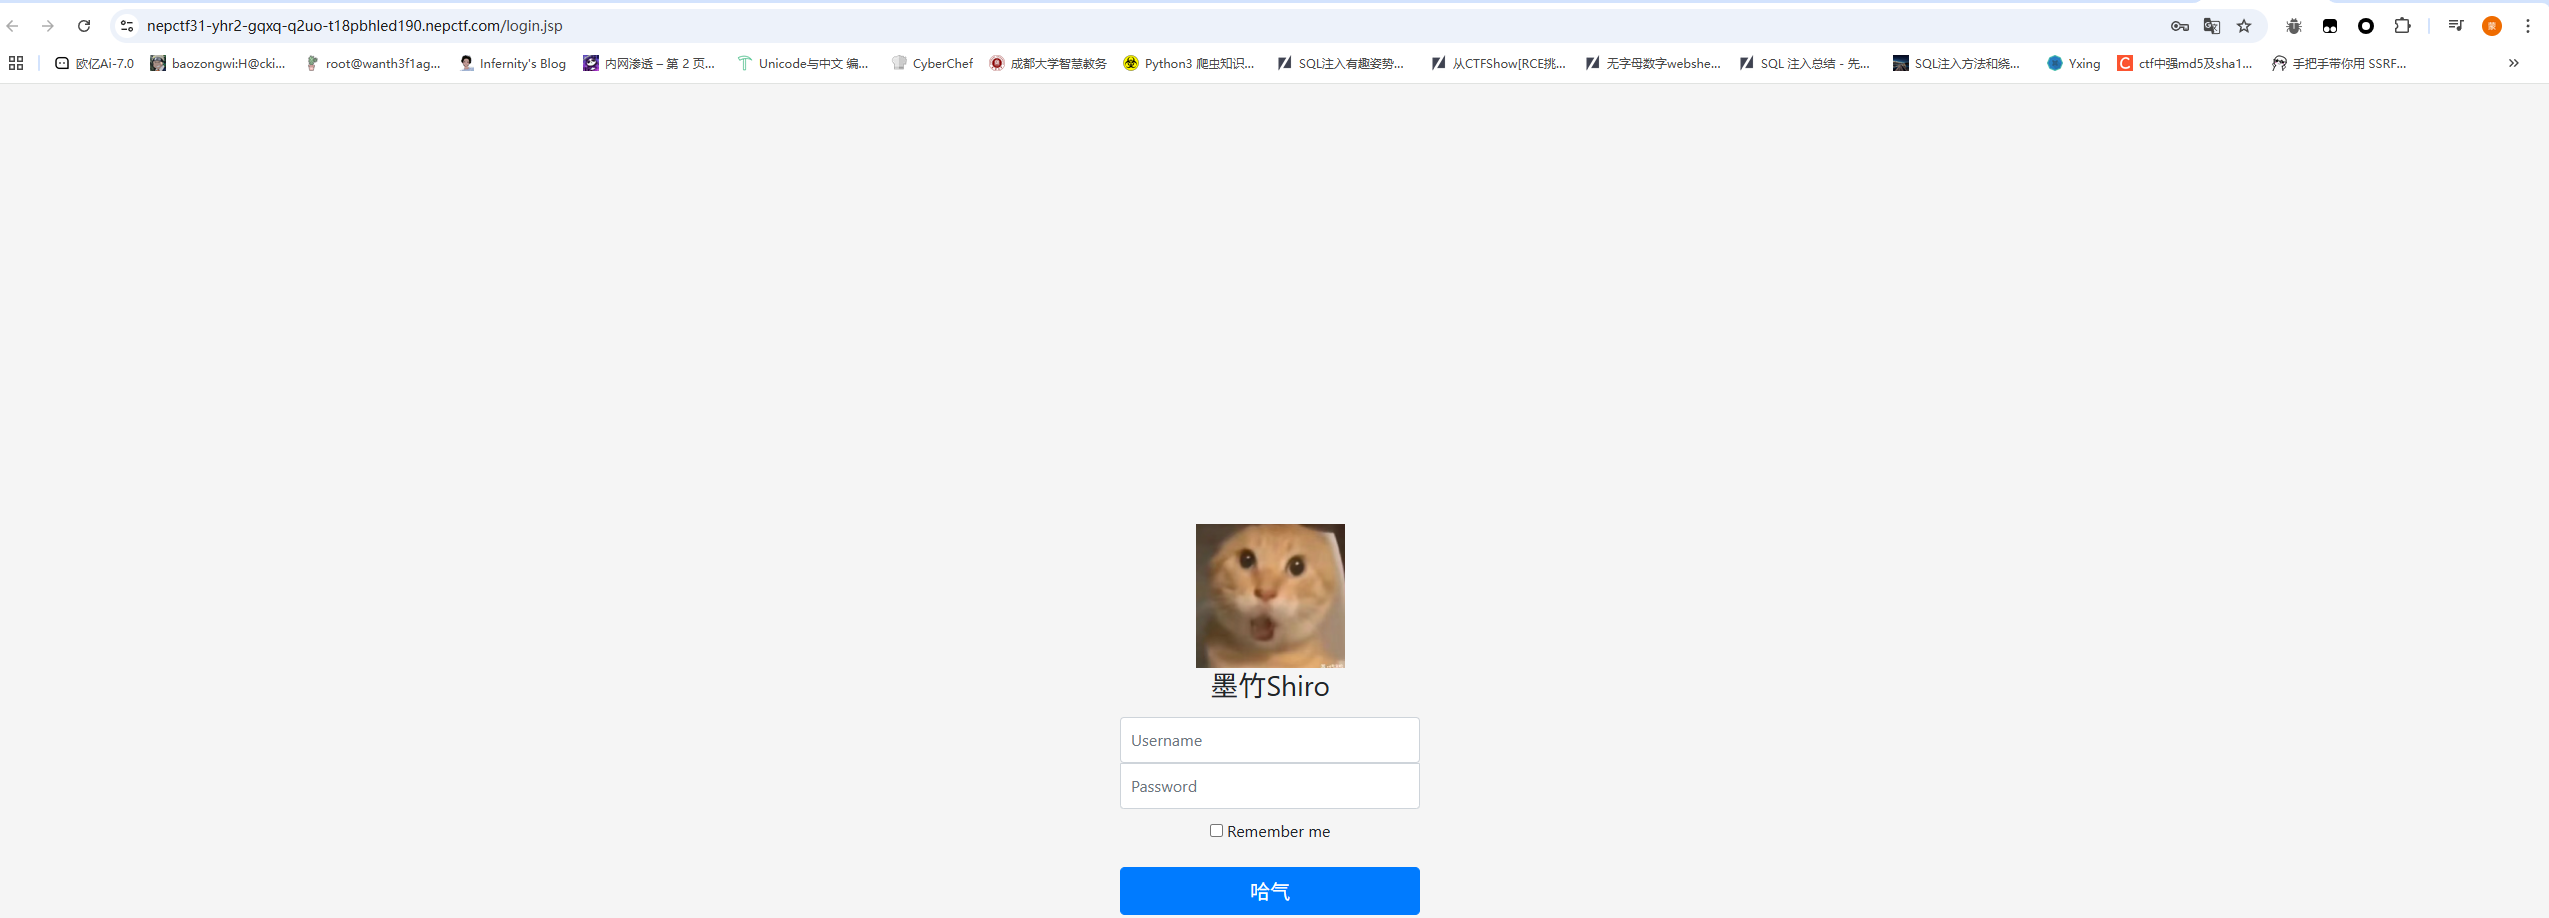 nepctf31-yhr2-gqxq-q2uo-t18pbhled190.nepctf.com/login.jsp
欧亿Ai-7.0 baozongwi:H@cki... root@wanth3f1ag... Infernity's Blog 内网渗透 – 第 2 页... Unicode与中文 编... CyberChef 成都大学智慧教务 Python3 爬虫知识... SQL注入有趣姿势... 从CTFShow[RCE挑... 无字母数字webshe... SQL 注入总结 - 先... SQL注入方法和绕... Yxing ctf中强md5及sha1... 手把手带你用 SSRF...
墨竹Shiro
Username
Password
Remember me
哈气